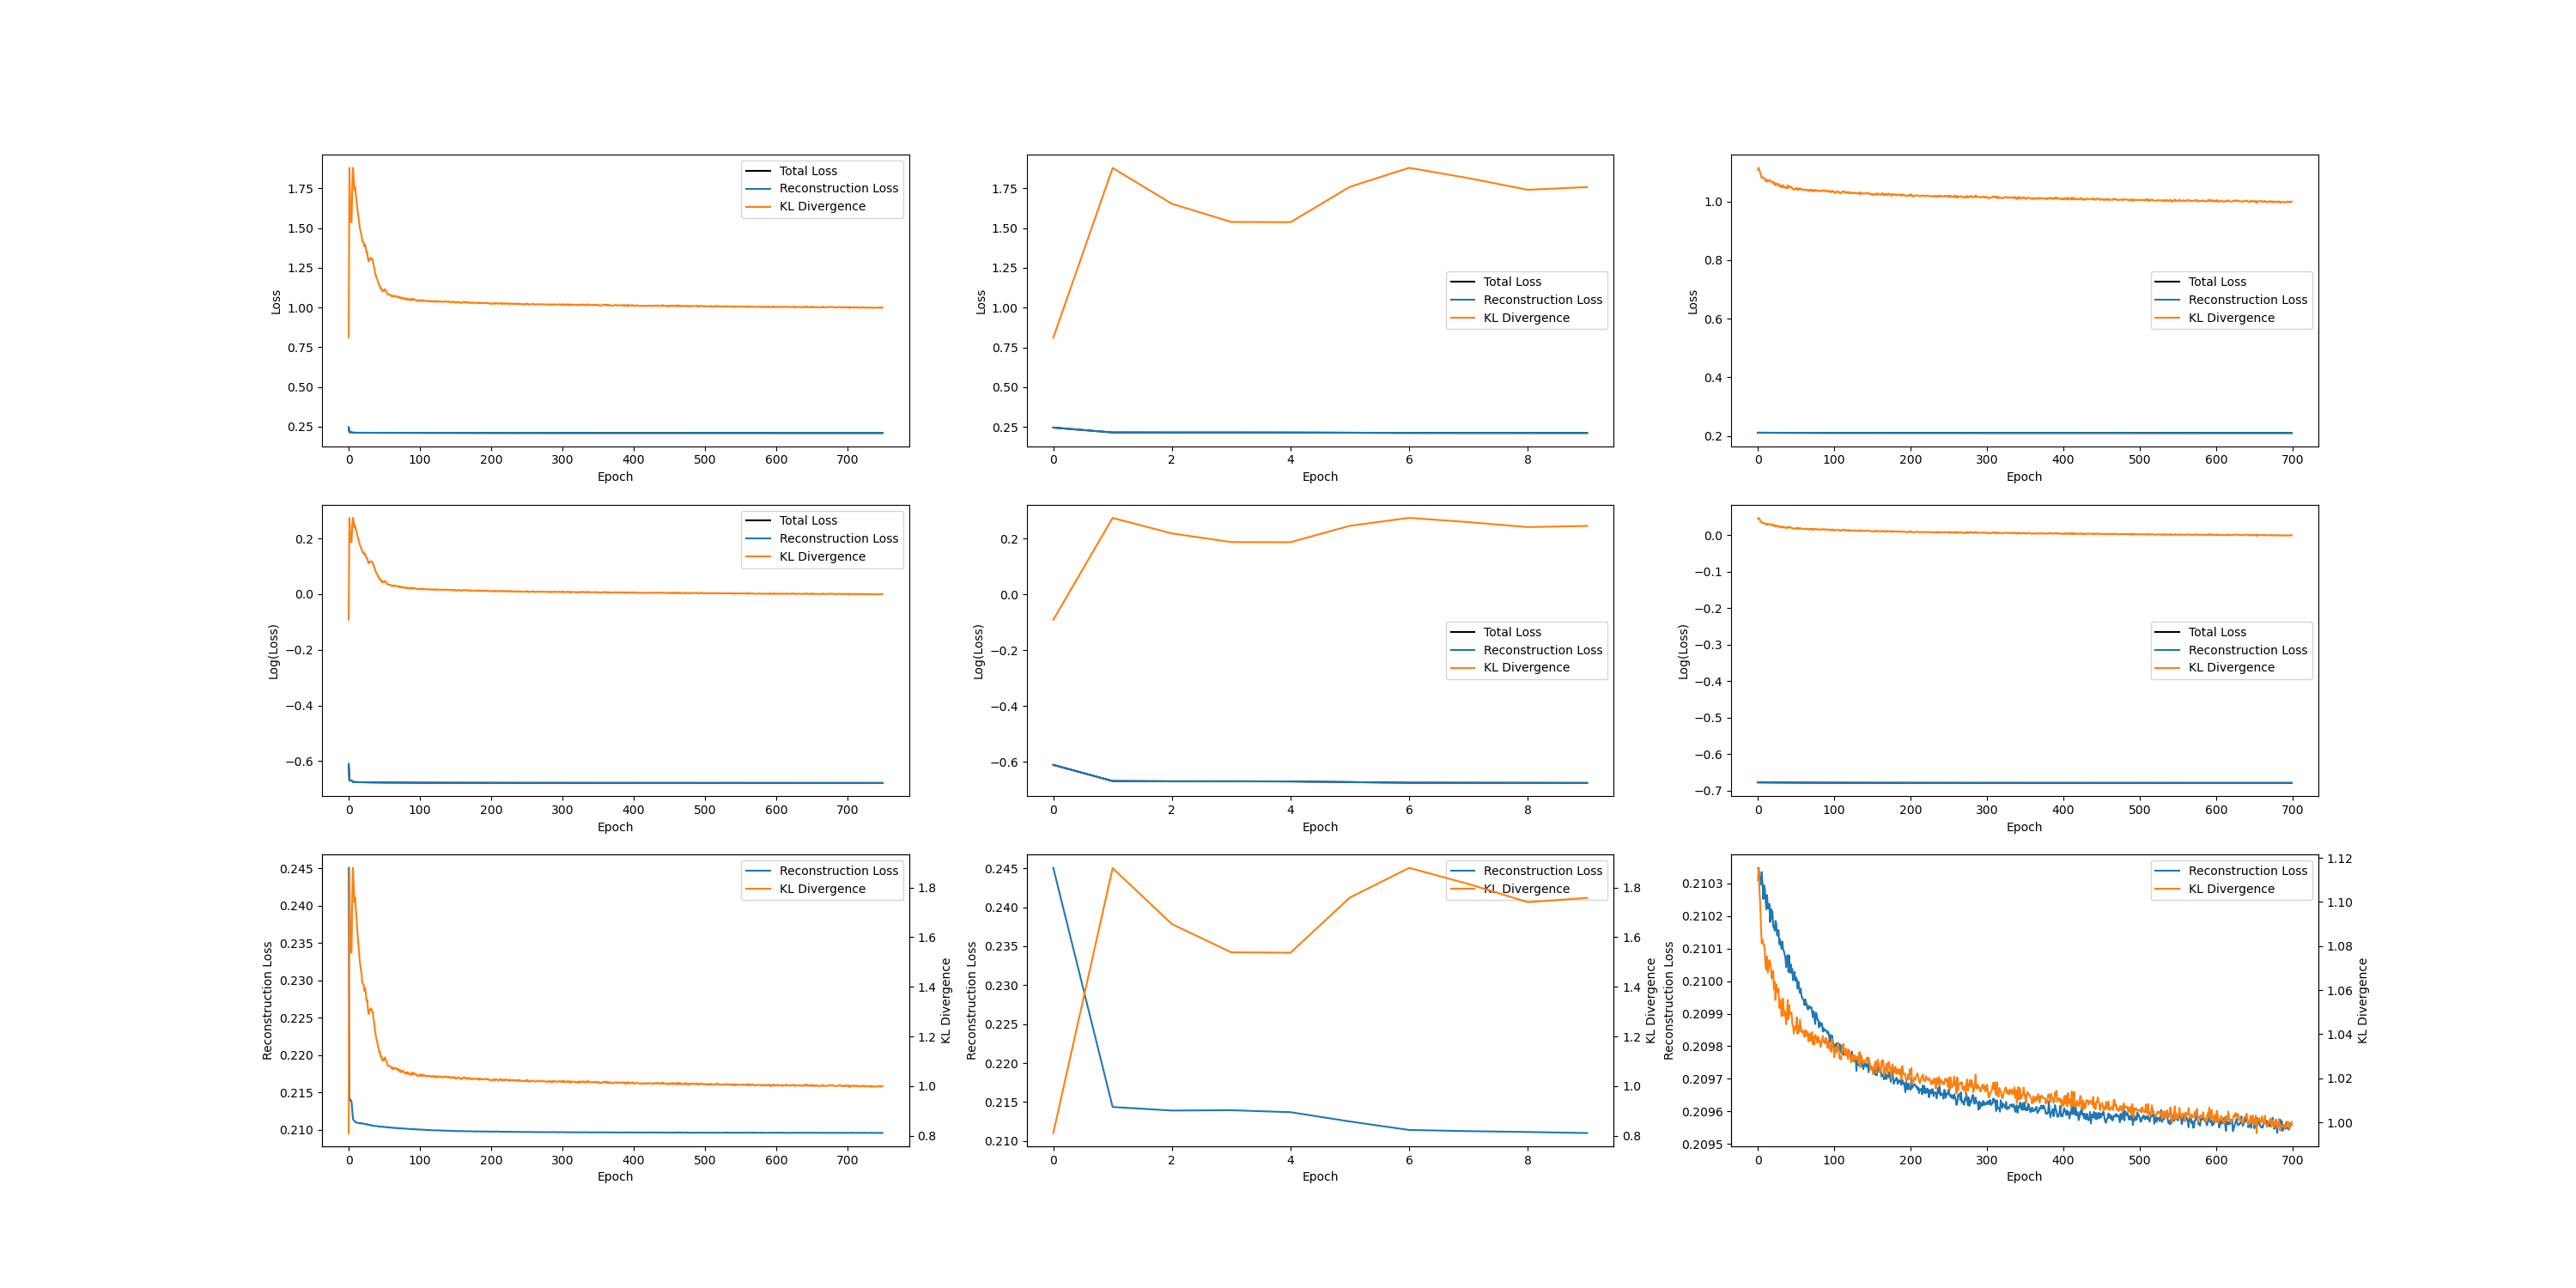 Total Loss
Reconstruction Loss
KL Divergence
1.75
1.50
1.25
1.00
0.75
0.50
0.25
Loss
0 100 200 300 400 500 600 700
Epoch
Total Loss
Reconstruction Loss
KL Divergence
1.75
1.50
1.25
1.00
0.75
0.50
0.25
Loss
0 2 4 6 8
Epoch
Total Loss
Reconstruction Loss
KL Divergence
1.0
0.8
0.6
0.4
0.2
Loss
0 100 200 300 400 500 600 700
Epoch
Total Loss
Reconstruction Loss
KL Divergence
0.2
0.0
−0.2
−0.4
−0.6
Log(Loss)
0 100 200 300 400 500 600 700
Epoch
Total Loss
Reconstruction Loss
KL Divergence
0.2
0.0
−0.2
−0.4
−0.6
Log(Loss)
0 2 4 6 8
Epoch
Total Loss
Reconstruction Loss
KL Divergence
0.0
−0.1
−0.2
−0.3
−0.4
−0.5
−0.6
−0.7
Log(Loss)
0 100 200 300 400 500 600 700
Epoch
Reconstruction Loss
KL Divergence
0.245
0.240
0.235
0.230
0.225
0.220
0.215
0.210
Reconstruction Loss
1.8
1.6
1.4
1.2
1.0
0.8
KL Divergence
0 100 200 300 400 500 600 700
Epoch
Reconstruction Loss
KL Divergence
0.245
0.240
0.235
0.230
0.225
0.220
0.215
0.210
Reconstruction Loss
1.8
1.6
1.4
1.2
1.0
0.8
KL Divergence
0 2 4 6 8
Epoch
Reconstruction Loss
KL Divergence
0.2103
0.2102
0.2101
0.2100
0.2099
0.2098
0.2097
0.2096
0.2095
Reconstruction Loss
1.12
1.10
1.08
1.06
1.04
1.02
1.00
KL Divergence
0 100 200 300 400 500 600 700
Epoch